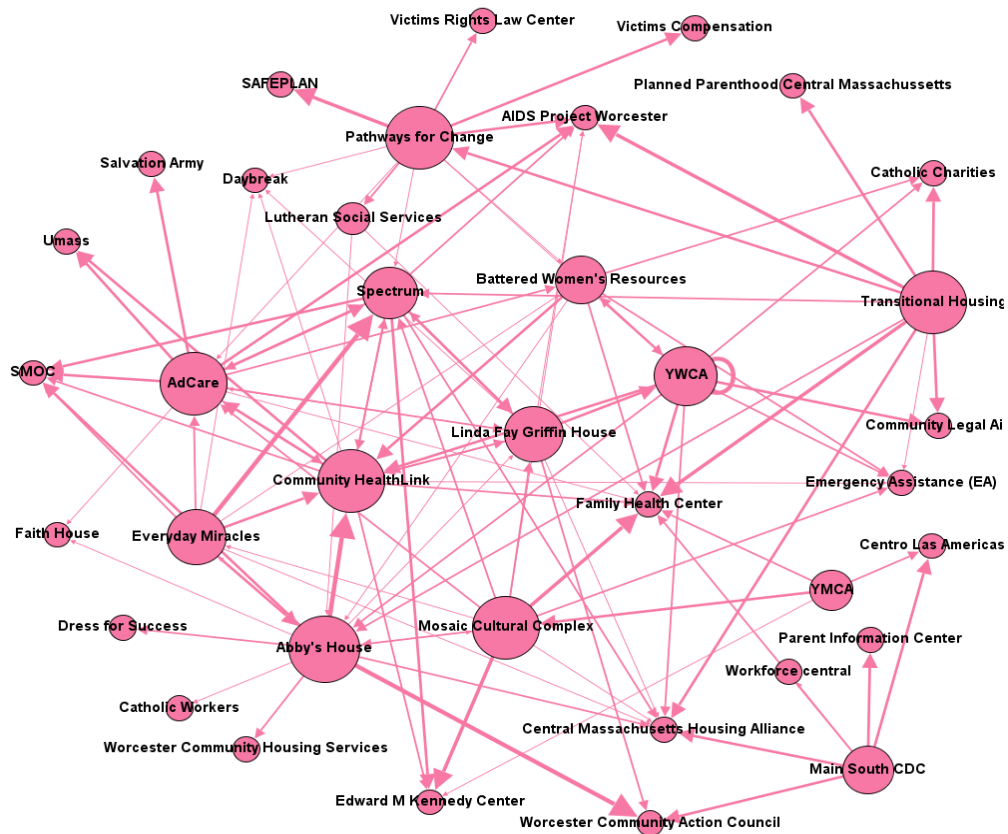 Victims Rights Law Center
Victims Compensation
SAFEPLAN
Planned Parenthood Central Massachussetts
AIDS Project Worcester
Pathways for Change
Salvation Army
Daybreak
Catholic Charities
Lutheran Social Services
Umass
Battered Women's Resources
Spectrum
Transitional Housing
SMOC
AdCare
YWCA
Community Legal Ai
Linda Fay Griffin House
Community HealthLink
Emergency Assistance (EA)
Family Health Center
Faith House
Everyday Miracles
Centro Las Americas
YMCA
Dress for Success
Mosaic Cultural Complex
Parent Information Center
Abby's House
Workforce central
Catholic Workers
Central Massachusetts Housing Alliance
Worcester Community Housing Services
Main South CDC
Edward M Kennedy Center
Worcester Community Action Council